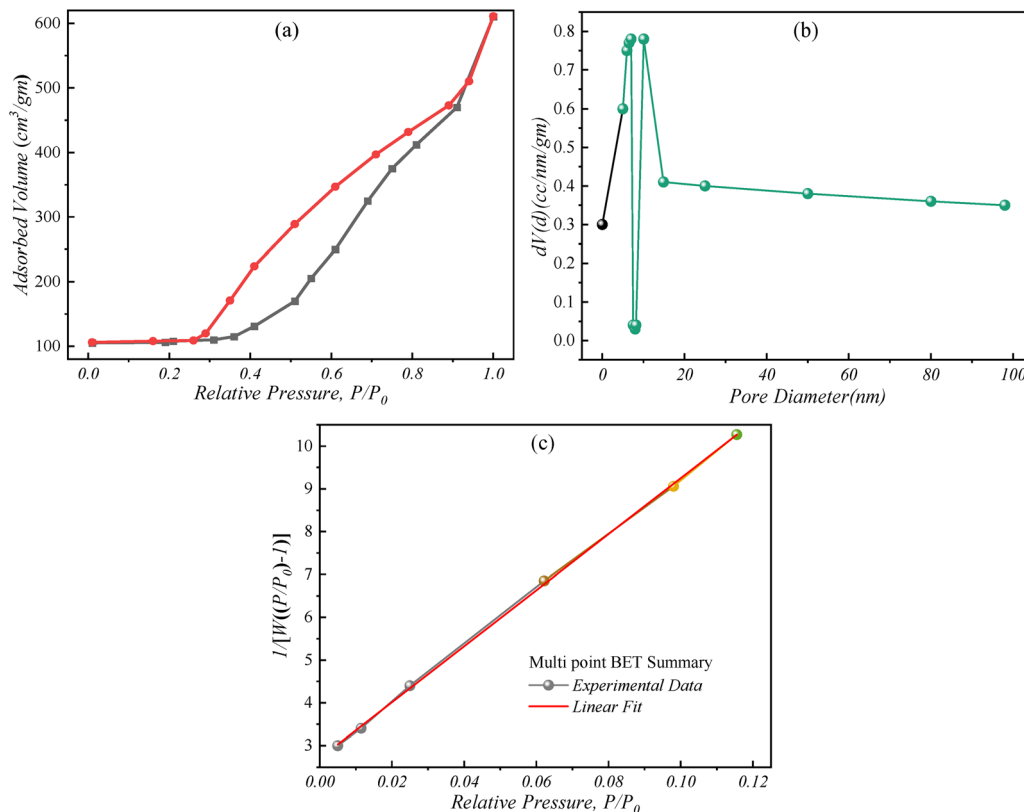 (a)
600
500
400
300
200
100
Adsorbed Volume (cm³/gm)
0.0 0.2 0.4 0.6 0.8 1.0
Relative Pressure, P/P₀
(b)
0.8
0.7
0.6
0.5
0.4
0.3
0.2
0.1
0.0
dV(d)(cc/nm/gm)
0 20 40 60 80 100
Pore Diameter(nm)
(c)
10
9
8
7
6
5
4
3
1/[W((P/P₀)-1)]
Multi point BET Summary
Experimental Data
Linear Fit
0.00 0.02 0.04 0.06 0.08 0.10 0.12
Relative Pressure, P/P₀